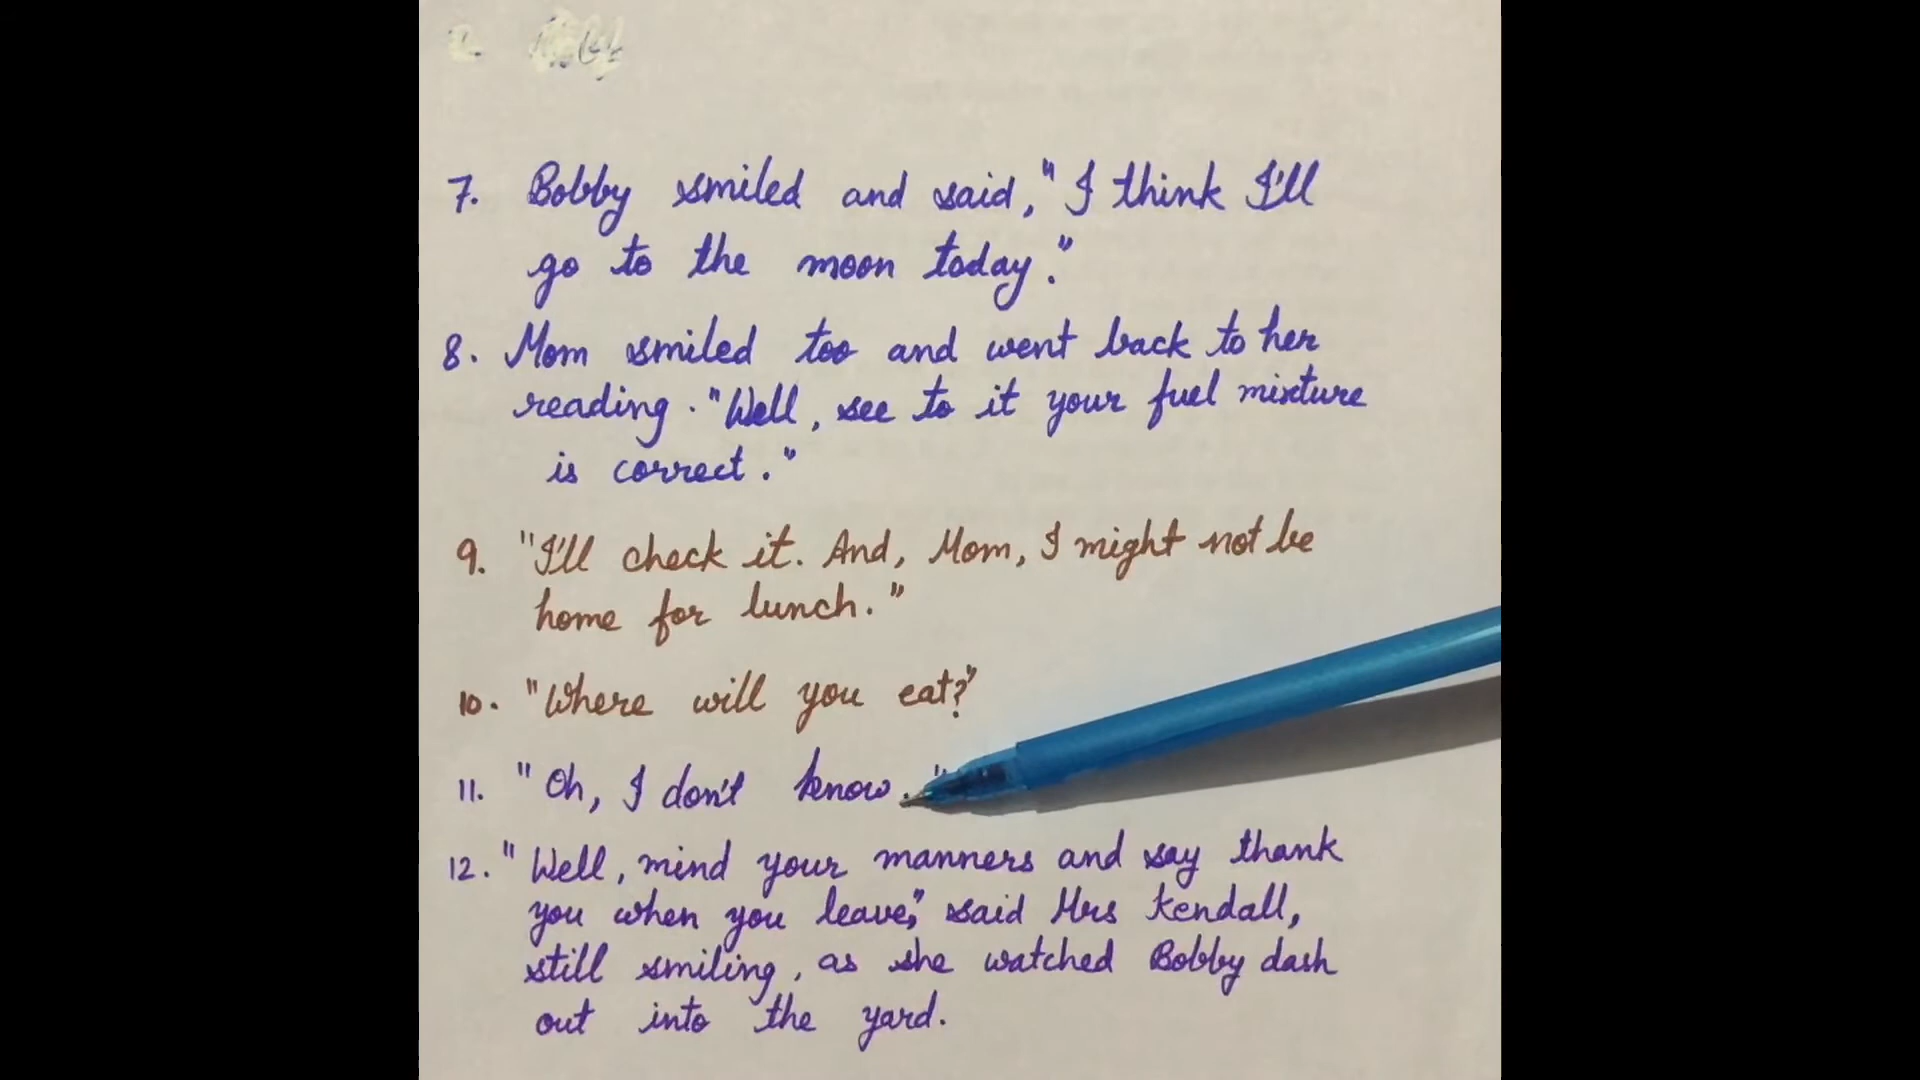 7. Bobby smiled and said, "I think I'll
go to the moon today."
8. Mom smiled too and went back to her
reading. "Well, see to it your fuel mixture
is correct."
9. "I'll check it. And, Mom, I might not be
home for lunch."
10. "Where will you eat?"
11. "Oh, I don't know."
12. "Well, mind your manners and say thank
you when you leave," said Mrs Kendall,
still smiling, as she watched Bobby dash
out into the yard.